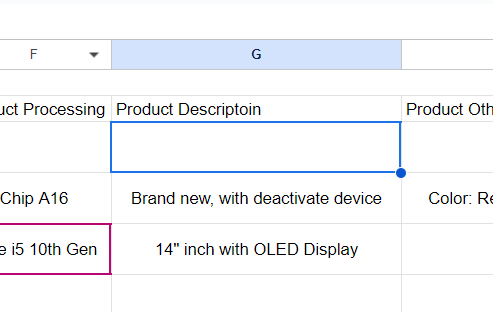 F G
uct Processing Product Descriptoin Product Oth
Chip A16 Brand new, with deactivate device Color: Re
e i5 10th Gen 14" inch with OLED Display